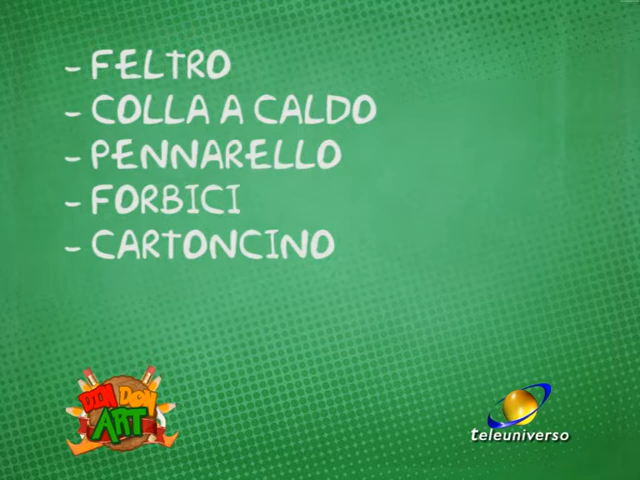 - FELTRO
- COLLA A CALDO
- PENNARELLO
- FORBICI
- CARTONCINO
DIN DON
ART
teleuniverso